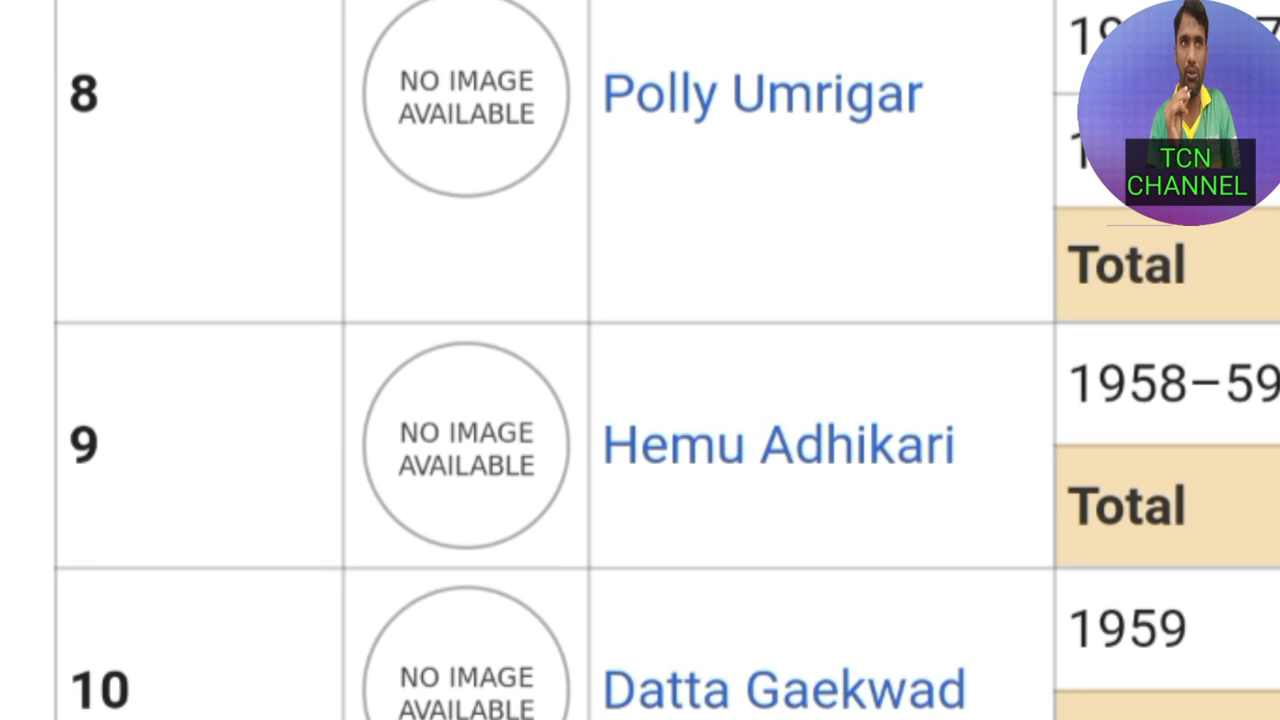 8
NO IMAGE
AVAILABLE
Polly Umrigar
TCN
CHANNEL
Total
9
NO IMAGE
AVAILABLE
Hemu Adhikari
1958–59
Total
10
NO IMAGE
AVAILABLE
Datta Gaekwad
1959